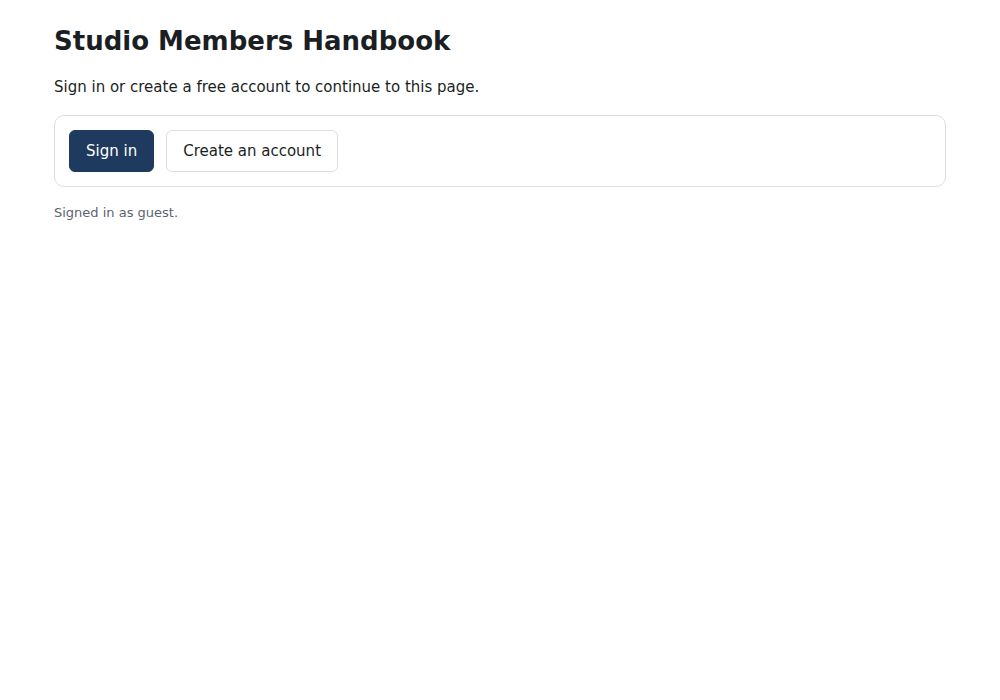 Studio Members Handbook
Sign in or create a free account to continue to this page.
Sign in
Create an account
Signed in as guest.